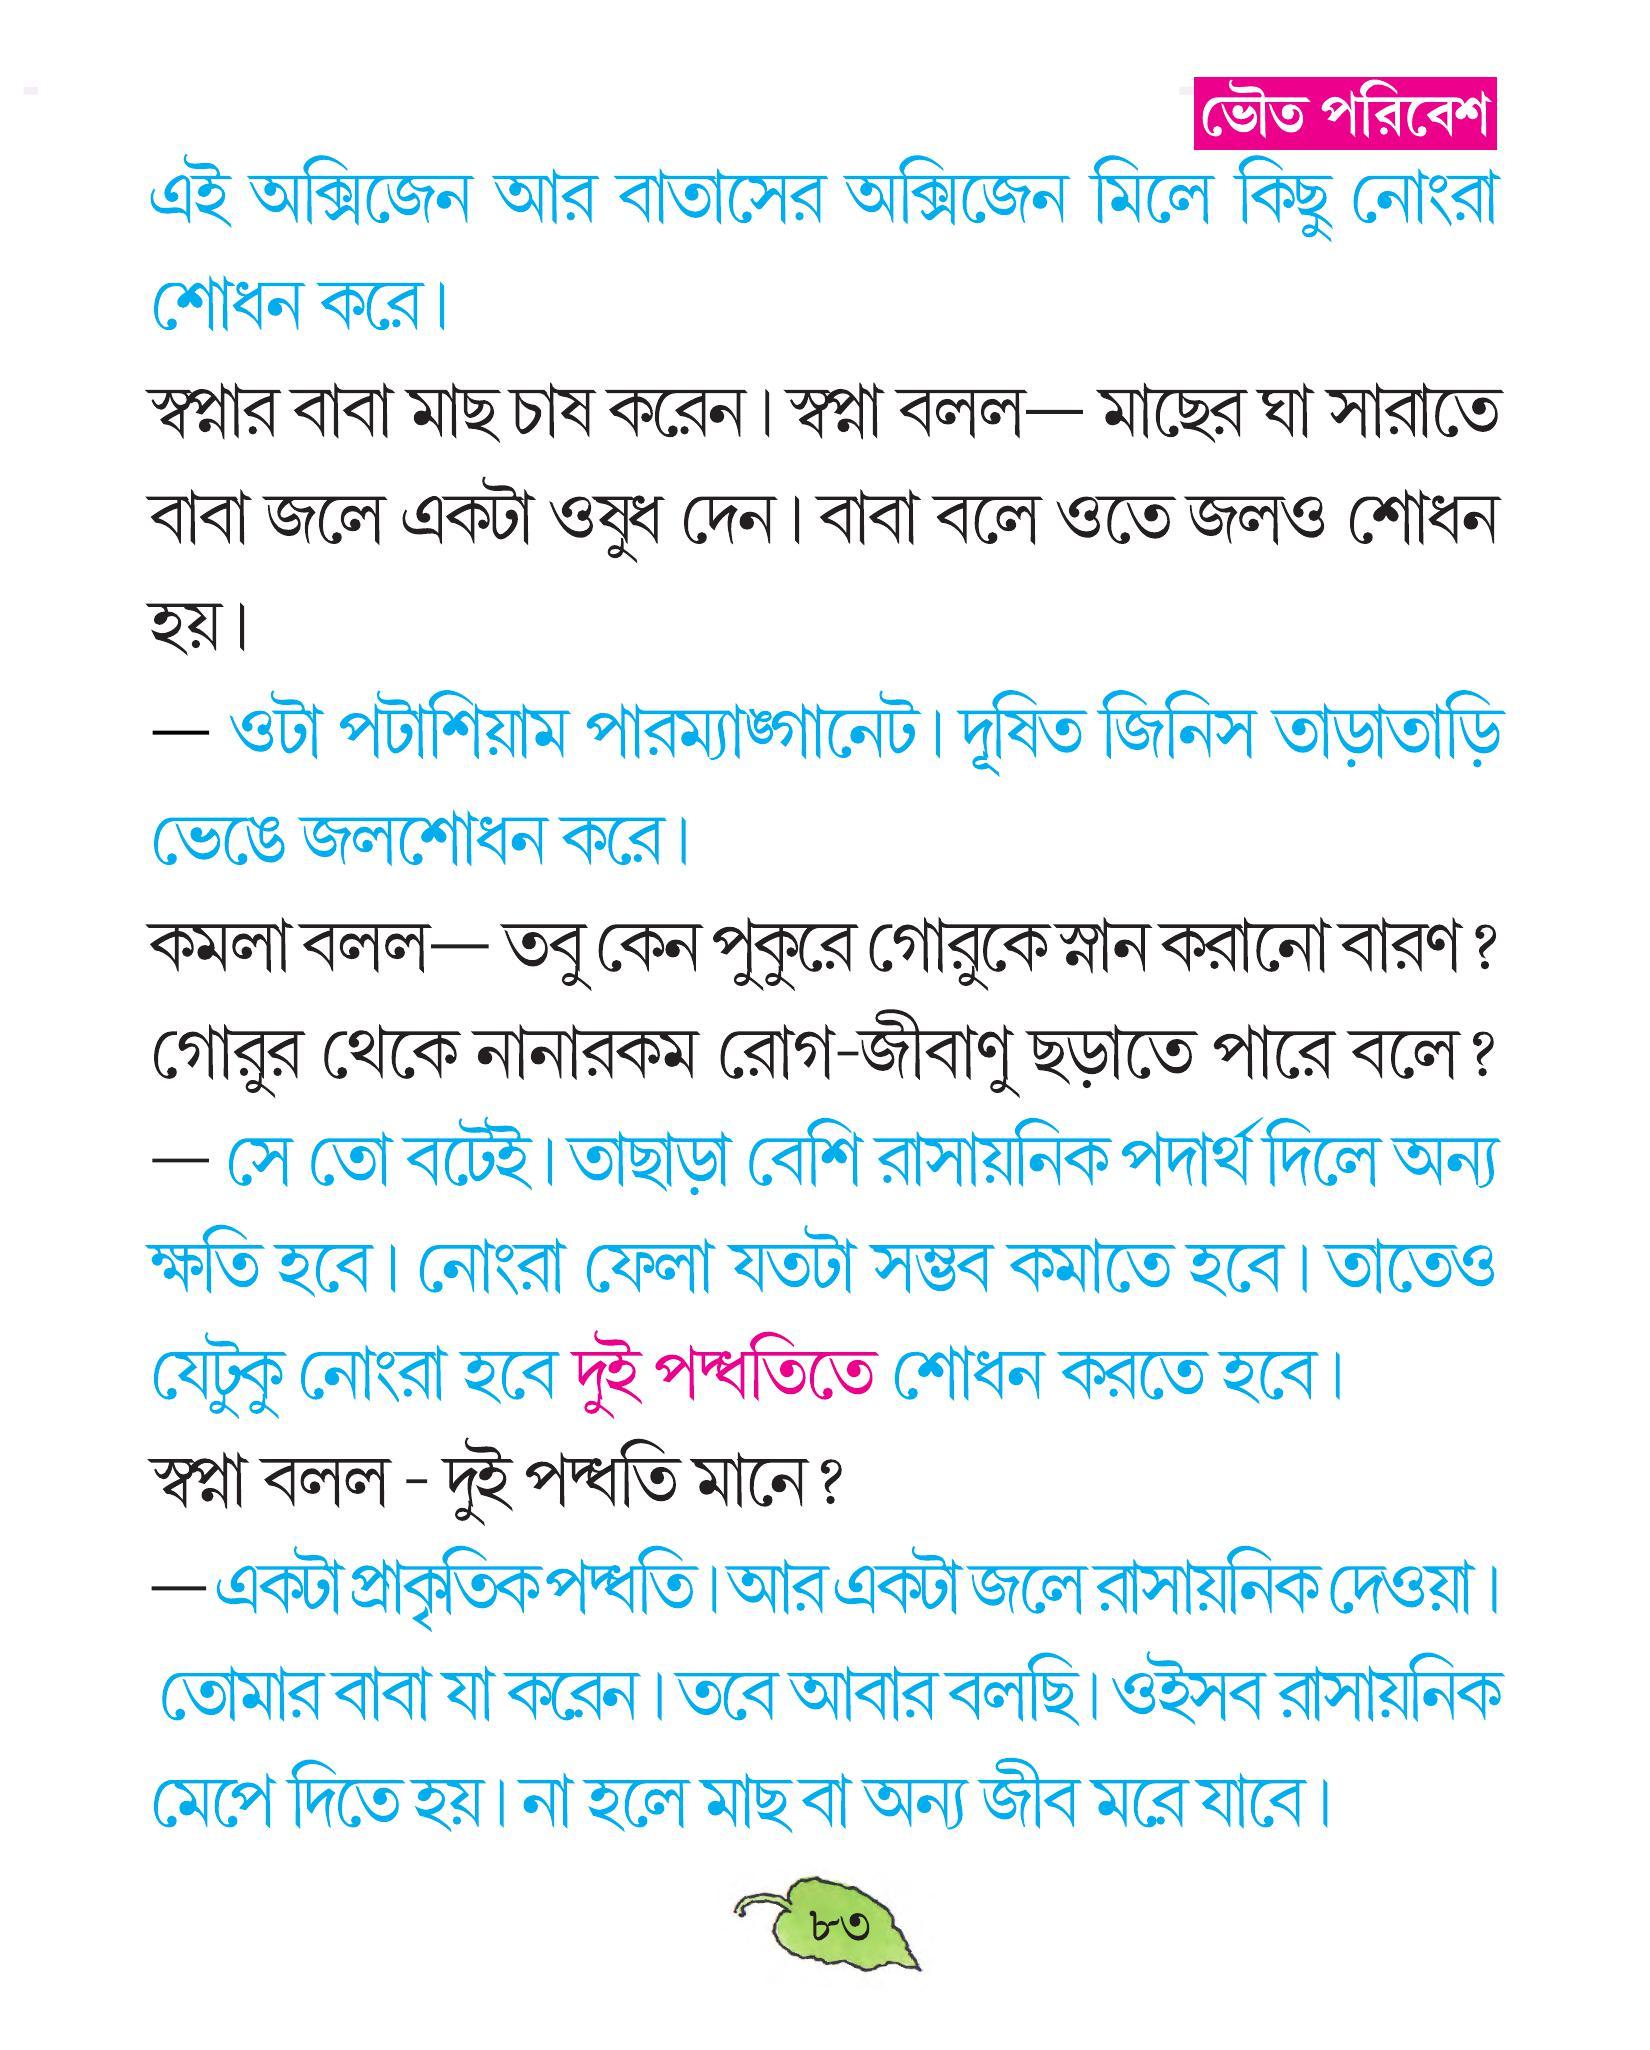 ভৌত পরিবেশ
এই অক্সিজেন আর বাতাসের অক্সিজেন মিলে কিছু নোংরা
শোধন করে।
স্বপ্নার বাবা মাছ চাষ করেন। স্বপ্না বলল— মাছের ঘা সারাতে
বাবা জলে একটা ওষুধ দেন। বাবা বলে ওতে জলও শোধন
হয়।
— ওটা পটাশিয়াম পারম্যাঙ্গানেট। দূষিত জিনিস তাড়াতাড়ি
ভেঙে জলশোধন করে।
কমলা বলল— তবু কেন পুকুরে গোরুকে স্নান করানো বারণ?
গোরুর থেকে নানারকম রোগ-জীবাণু ছড়াতে পারে বলে?
— সে তো বটেই। তাছাড়া বেশি রাসায়নিক পদার্থ দিলে অন্য
ক্ষতি হবে। নোংরা ফেলা যতটা সম্ভব কমাতে হবে। তাতেও
যেটুকু নোংরা হবে দুই পদ্ধতিতে শোধন করতে হবে।
স্বপ্না বলল - দুই পদ্ধতি মানে?
— একটা প্রাকৃতিক পদ্ধতি। আর একটা জলে রাসায়নিক দেওয়া।
তোমার বাবা যা করেন। তবে আবার বলছি। ওইসব রাসায়নিক
মেপে দিতে হয়। না হলে মাছ বা অন্য জীব মরে যাবে।
৮৩